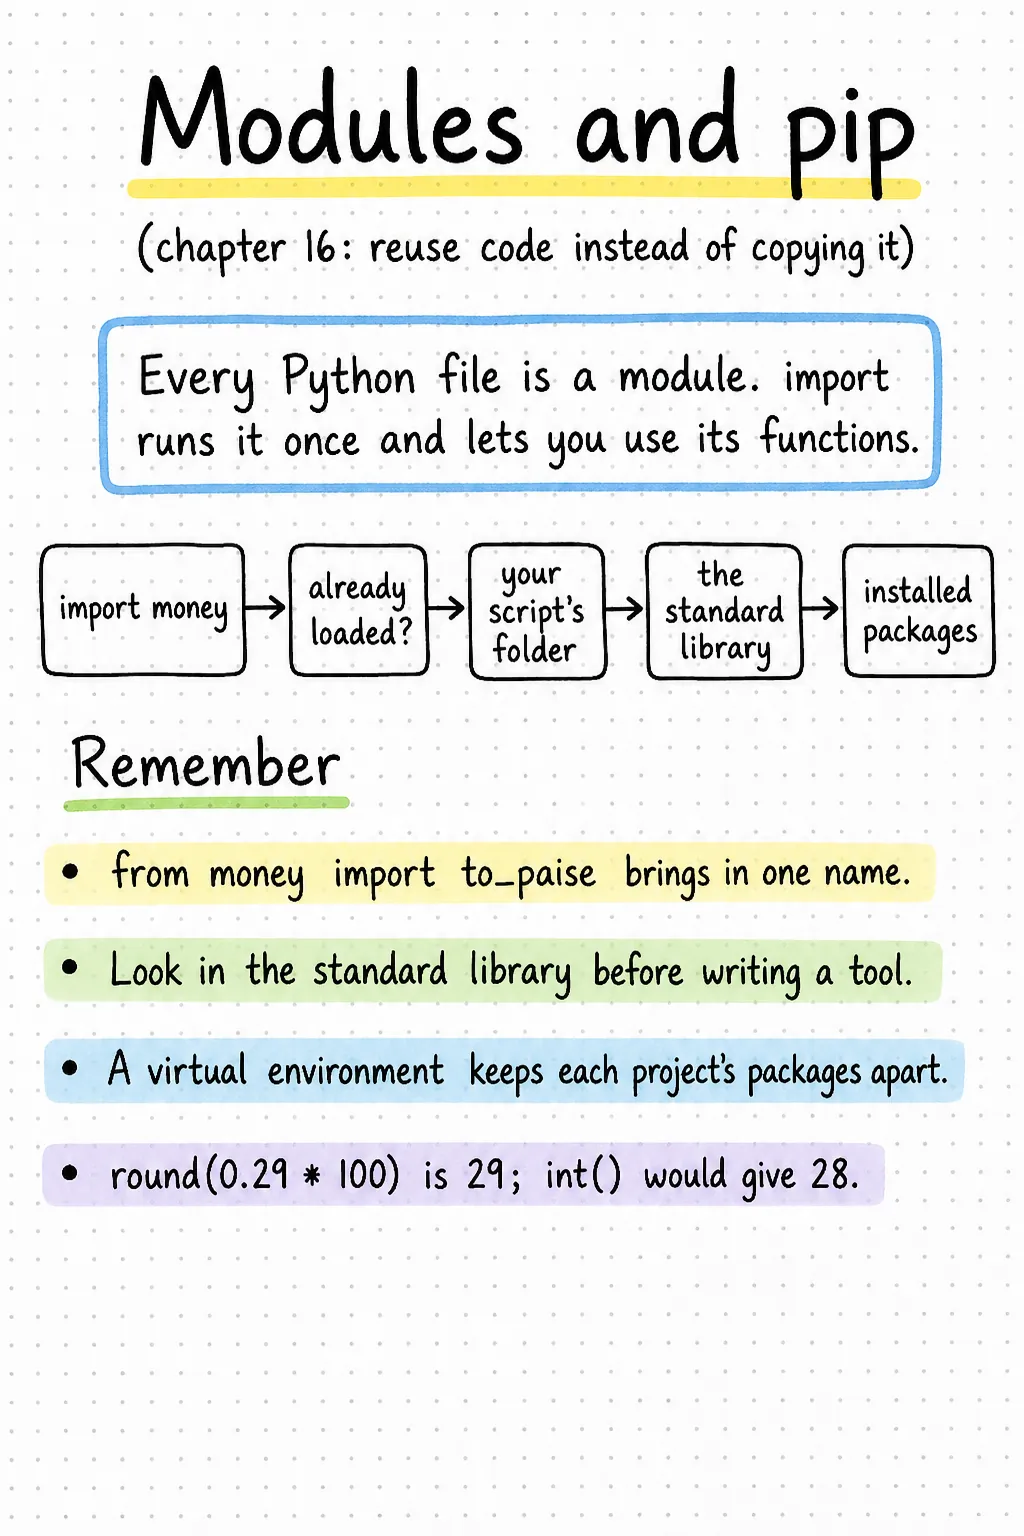 Modules and pip
(chapter 16: reuse code instead of copying it)
Every Python file is a module. import
runs it once and lets you use its functions.
import money
already
loaded?
your
script's
folder
the
standard
library
installed
packages
Remember
• from money import to_paise brings in one name.
• Look in the standard library before writing a tool.
• A virtual environment keeps each project's packages apart.
• round(0.29 * 100) is 29; int() would give 28.